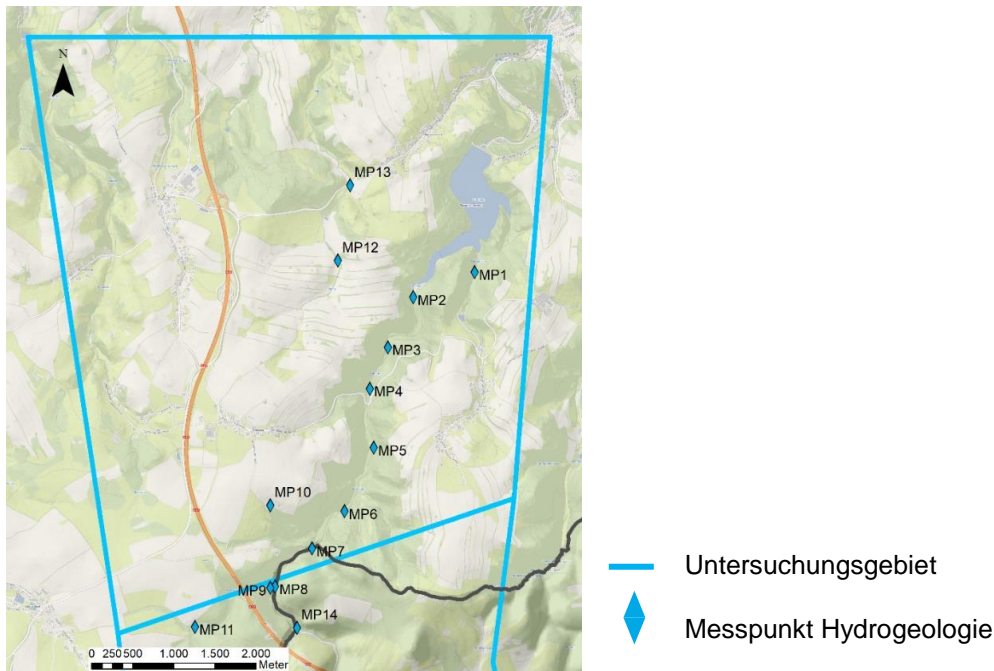 N
MP13
MP12
MP1
MP2
MP3
MP4
MP5
MP10
MP6
MP7
MP9
MP8
MP11
MP14
0 250 500 1.000 1.500 2.000
Meter
Untersuchungsgebiet
Messpunkt Hydrogeologie